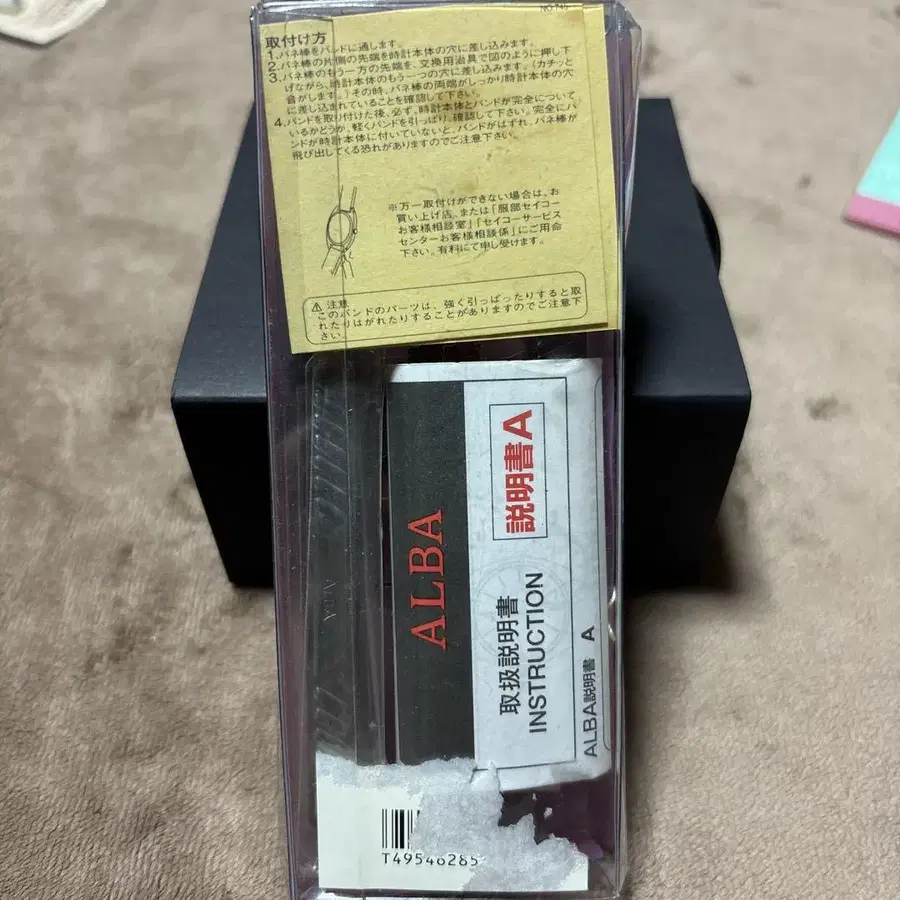 NO.745
取付け方
1.バネ棒をバンドに通します。
2.バネ棒の片側の先端を時計本体の穴に差し込みます。
3.バネ棒のもう一方の先端を、交換用治具で図のように押し下
げながら、時計本体のもう一つの穴に差し込みます。(カチッと
音がします。)その時、バネ棒の両端がしっかり時計本体の穴
に差し込まれていることを確認して下さい。
4.バンドを取り付けた後、必ず、時計本体とバンドが完全について
いるかどうか、軽くバンドを引っぱり、確認して下さい。完全にバ
ンドが時計本体に付いていないと、バンドがはずれ、バネ棒が
飛び出してくる恐れがありますのでご注意下さい。
※万一取付けができない場合は、お
買い上げ店、または「服部セイコー
お客様相談室」「セイコーサービス
センターお客様相談係」にご用命
下さい。有料にて申し受けます。
⚠注意
このバンドのパーツは、強く引っぱったりすると取
れたりはがれたりすることがありますのでご注意下
さい。
ALBA
ALBA
説明書A
取扱説明書
INSTRUCTION
ALBA説明書 A
T49546285